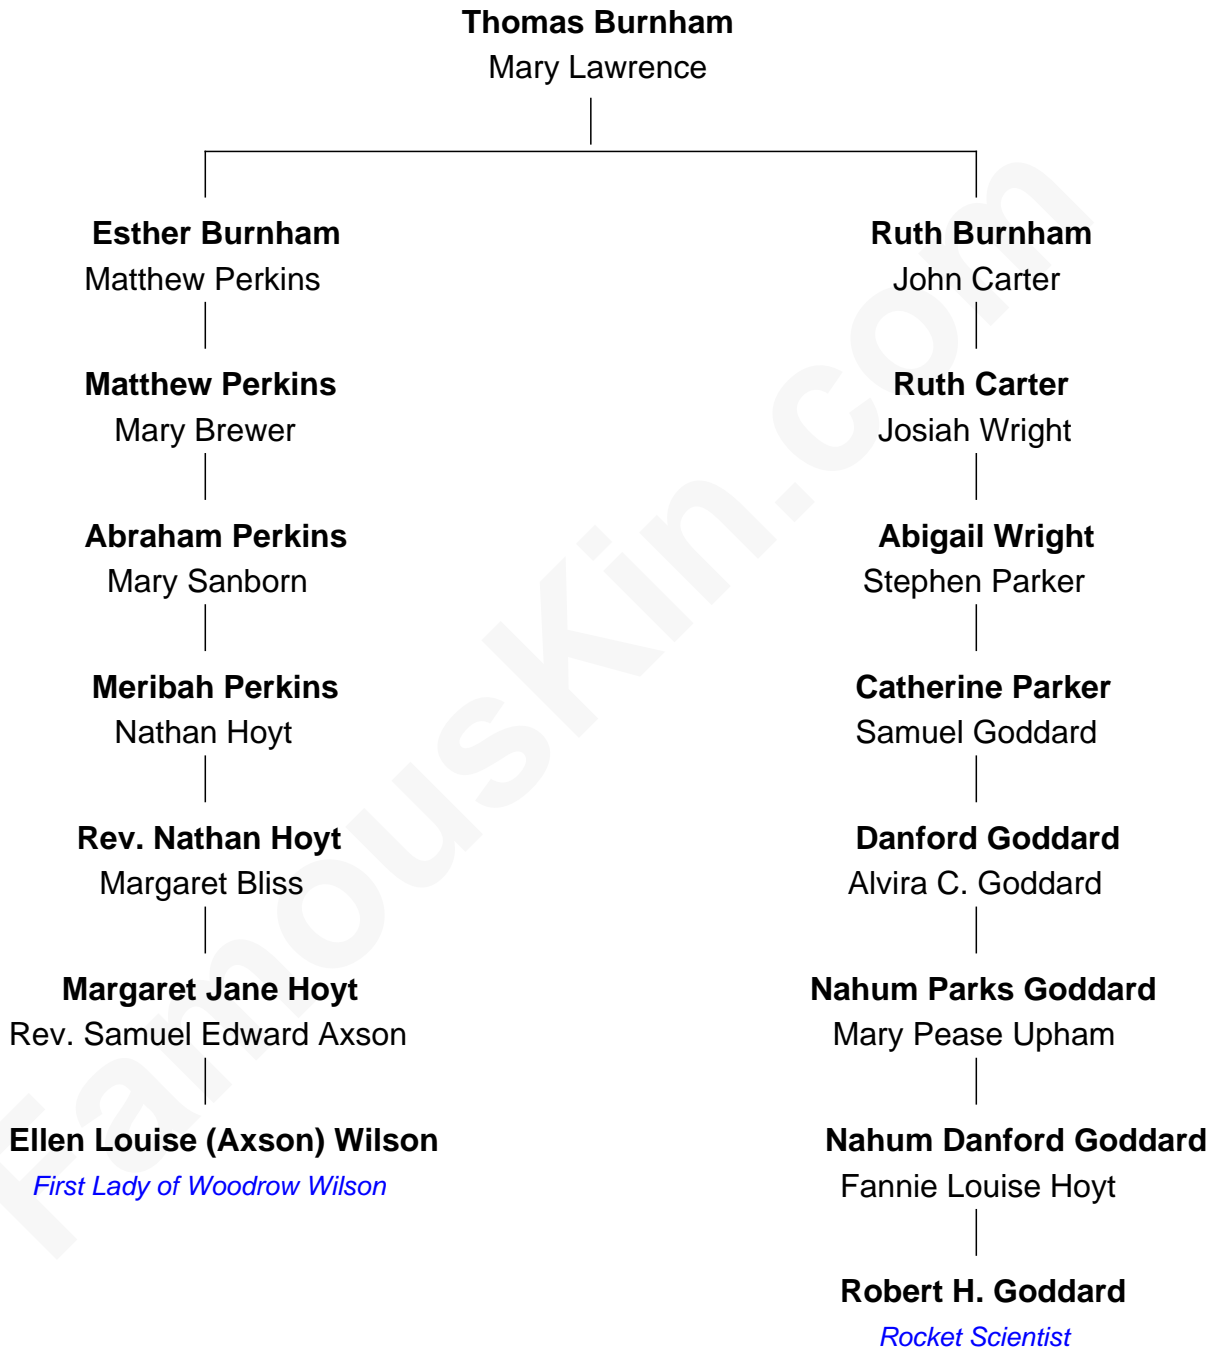 Thomas Burnham
Mary Lawrence
Esther Burnham
Matthew Perkins
Matthew Perkins
Mary Brewer
Abraham Perkins
Mary Sanborn
Meribah Perkins
Nathan Hoyt
Rev. Nathan Hoyt
Margaret Bliss
Margaret Jane Hoyt
Rev. Samuel Edward Axson
Ellen Louise (Axson) Wilson
First Lady of Woodrow Wilson
Ruth Burnham
John Carter
Ruth Carter
Josiah Wright
Abigail Wright
Stephen Parker
Catherine Parker
Samuel Goddard
Danford Goddard
Alvira C. Goddard
Nahum Parks Goddard
Mary Pease Upham
Nahum Danford Goddard
Fannie Louise Hoyt
Robert H. Goddard
Rocket Scientist
FamousKin.com